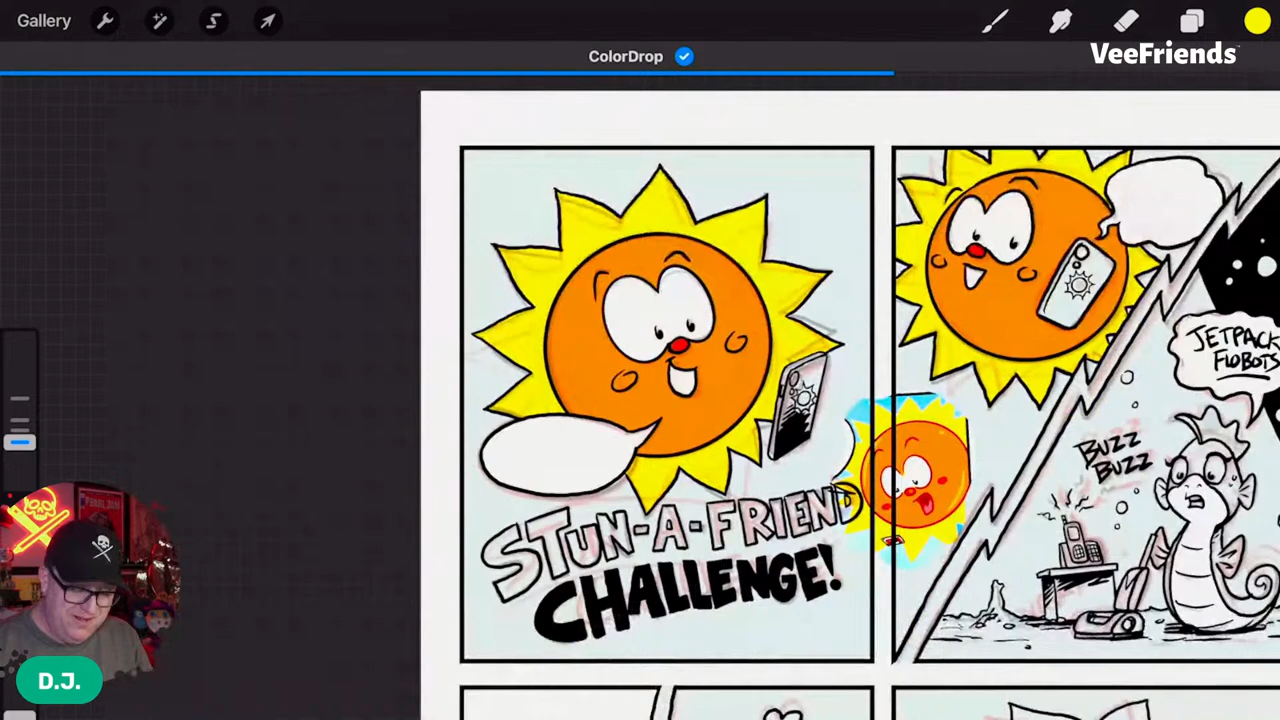 Gallery
ColorDrop
VeeFriends
JETPACK
FLOBOTS
BUZZ
BUZZ
STUN-A-FRIEND
CHALLENGE!
D.J.